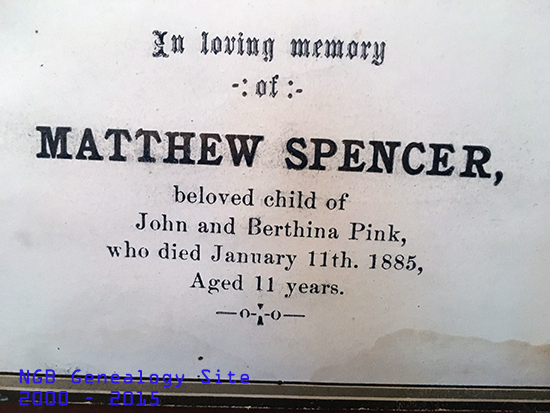 In loving memory
-: of :-
MATTHEW SPENCER,
beloved child of
John and Berthina Pink,
who died January 11th. 1885,
Aged 11 years.
NGB Genealogy Site
2000 - 2015